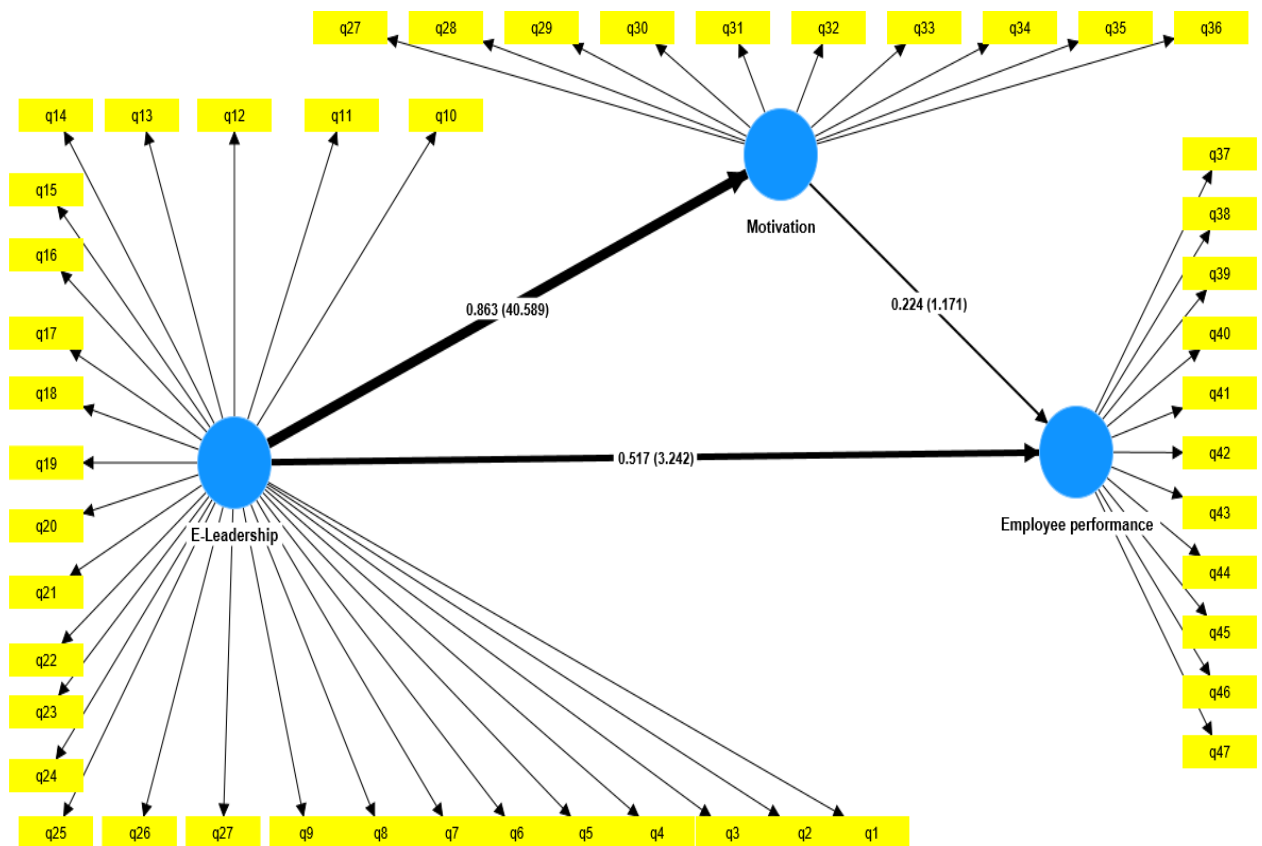 q27 q28 q29 q30 q31 q32 q33 q34 q35 q36
q14 q13 q12 q11 q10
q37
q15
q38
Motivation
q16
q39
0.863 (40.589)
0.224 (1.171)
q17
q40
q18
q41
q19
0.517 (3.242)
q42
q20
E-Leadership
Employee performance
q43
q21
q44
q45
q22
q46
q23
q47
q24
q25 q26 q27 q9 q8 q7 q6 q5 q4 q3 q2 q1